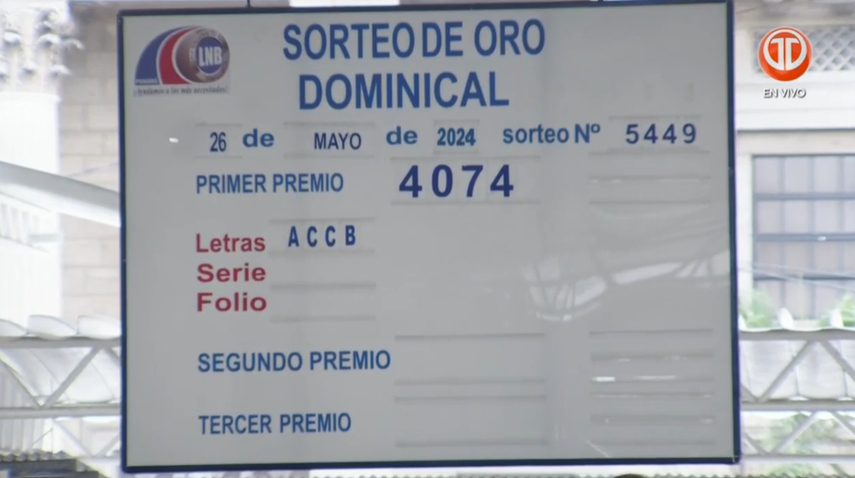 LNB
SORTEO DE ORO
DOMINICAL
26 de MAYO de 2024 sorteo Nº 5449
PRIMER PREMIO 4074
Letras A C C B
Serie
Folio
SEGUNDO PREMIO
TERCER PREMIO
EN VIVO